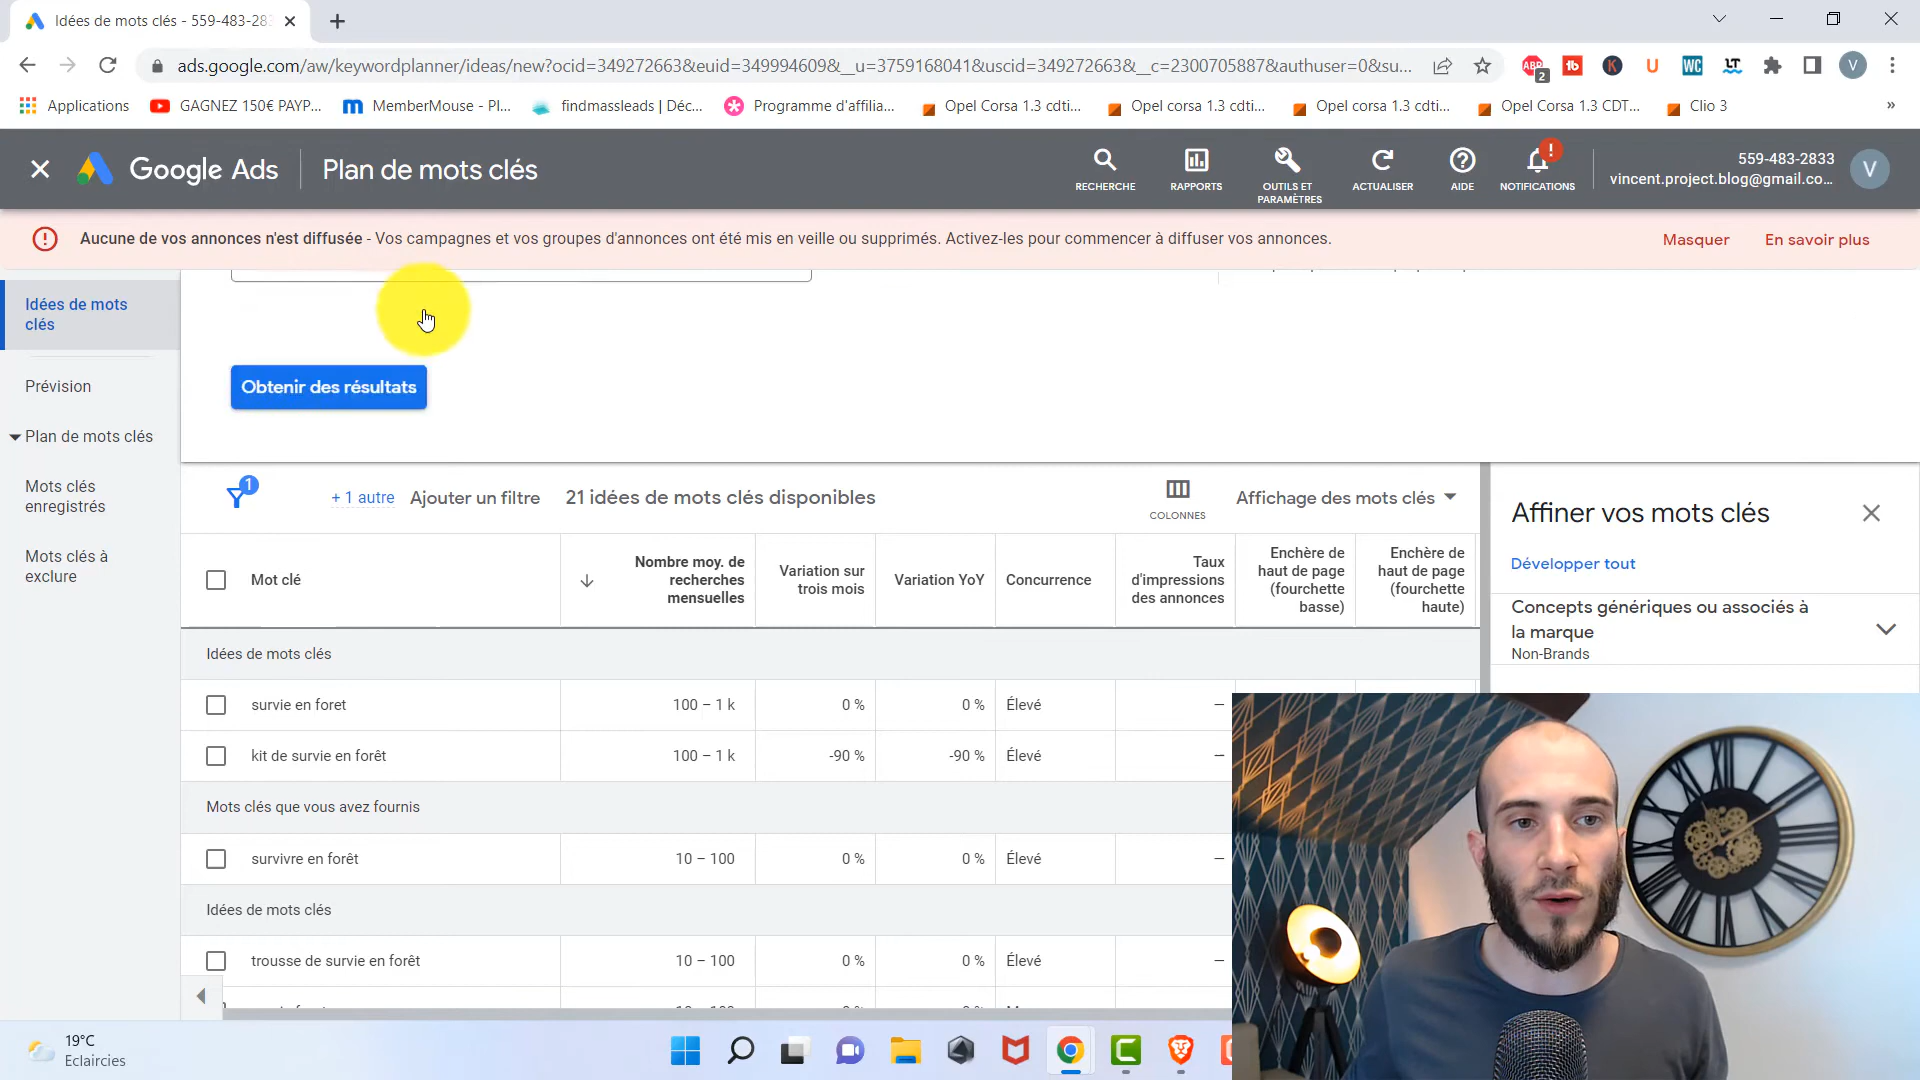 Idées de mots clés - 559-483-28
ads.google.com/aw/keywordplanner/ideas/new?ocid=349272663&euid=349994609&__u=3759168041&uscid=349272663&__c=2300705887&authuser=0&su...
ABP
2
V
Applications
GAGNEZ 150€ PAYP...
MemberMouse - Pl...
findmassleads | Déc...
Programme d'affilia...
Opel Corsa 1.3 cdti...
Opel corsa 1.3 cdti...
Opel corsa 1.3 cdti...
Opel Corsa 1.3 CDT...
Clio 3
»
Google Ads
Plan de mots clés
RECHERCHE
RAPPORTS
OUTILS ET
PARAMÈTRES
ACTUALISER
AIDE
NOTIFICATIONS
559-483-2833
vincent.project.blog@gmail.co...
V
Aucune de vos annonces n'est diffusée - Vos campagnes et vos groupes d'annonces ont été mis en veille ou supprimés. Activez-les pour commencer à diffuser vos annonces.
Masquer
En savoir plus
Idées de mots
clés
Prévision
Plan de mots clés
Mots clés
enregistrés
Mots clés à
exclure
Obtenir des résultats
1
+ 1 autre
Ajouter un filtre
21 idées de mots clés disponibles
COLONNES
Affichage des mots clés
Affiner vos mots clés
Développer tout
Concepts génériques ou associés à
la marque
Non-Brands
Mot clé
Nombre moy. de
recherches
mensuelles
Variation sur
trois mois
Variation YoY
Concurrence
Taux
d'impressions
des annonces
Enchère de
haut de page
(fourchette
basse)
Enchère de
haut de page
(fourchette
haute)
Idées de mots clés
survie en foret 100 – 1 k 0 % 0 % Élevé –
kit de survie en forêt 100 – 1 k -90 % -90 % Élevé –
Mots clés que vous avez fournis
survivre en forêt 10 – 100 0 % 0 % Élevé –
Idées de mots clés
trousse de survie en forêt 10 – 100 0 % 0 % Élevé –
19°C
Eclaircies